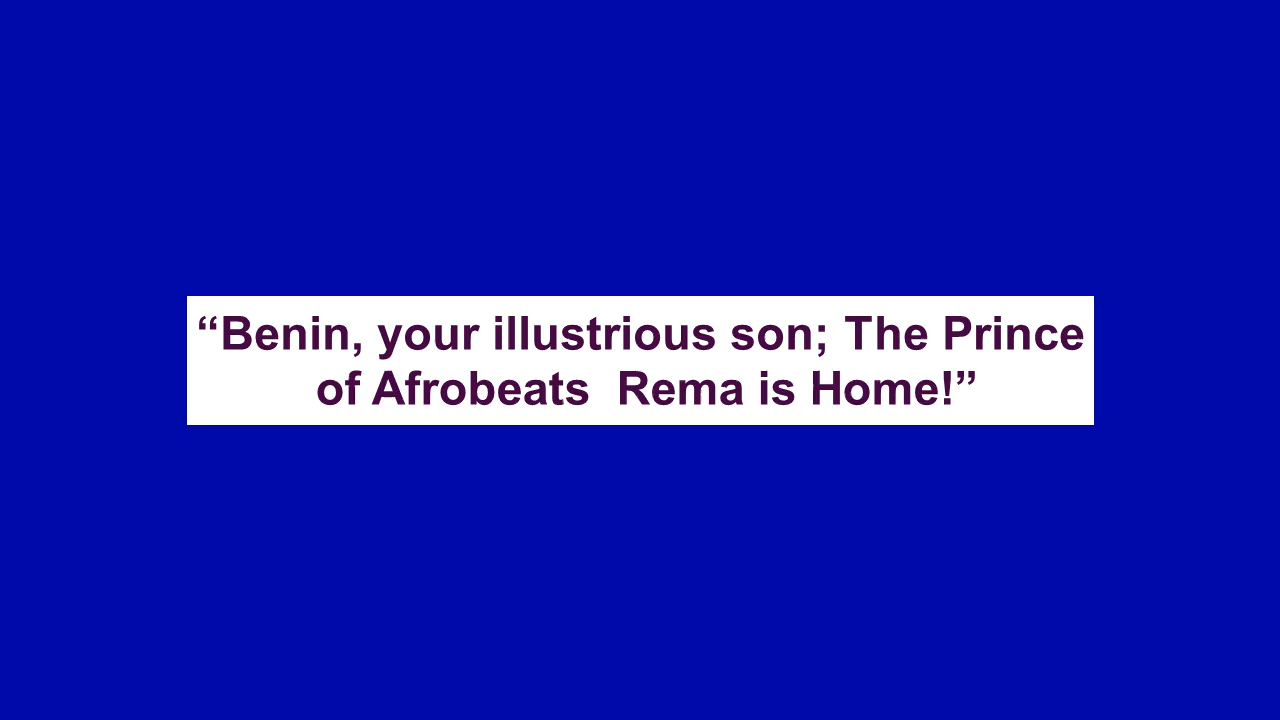 “Benin, your illustrious son; The Prince
of Afrobeats  Rema is Home!”